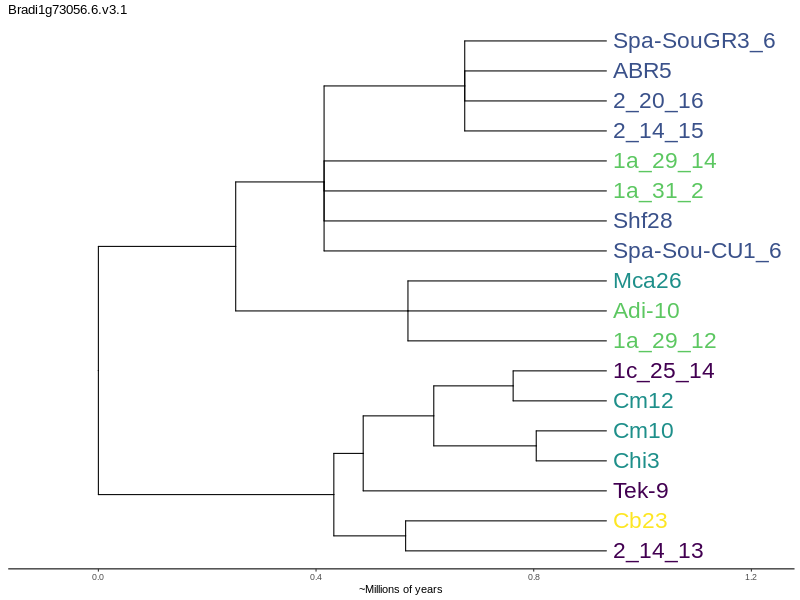 Bradi1g73056.6.v3.1
Spa-SouGR3_6
ABR5
2_20_16
2_14_15
1a_29_14
1a_31_2
Shf28
Spa-Sou-CU1_6
Mca26
Adi-10
1a_29_12
1c_25_14
Cm12
Cm10
Chi3
Tek-9
Cb23
2_14_13
0.0 0.4 0.8 1.2
~Millions of years